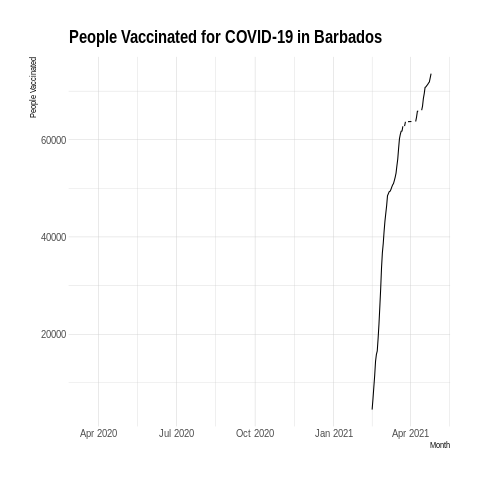 People Vaccinated for COVID-19 in Barbados
People Vaccinated
60000
40000
20000
Apr 2020 Jul 2020 Oct 2020 Jan 2021 Apr 2021
Month